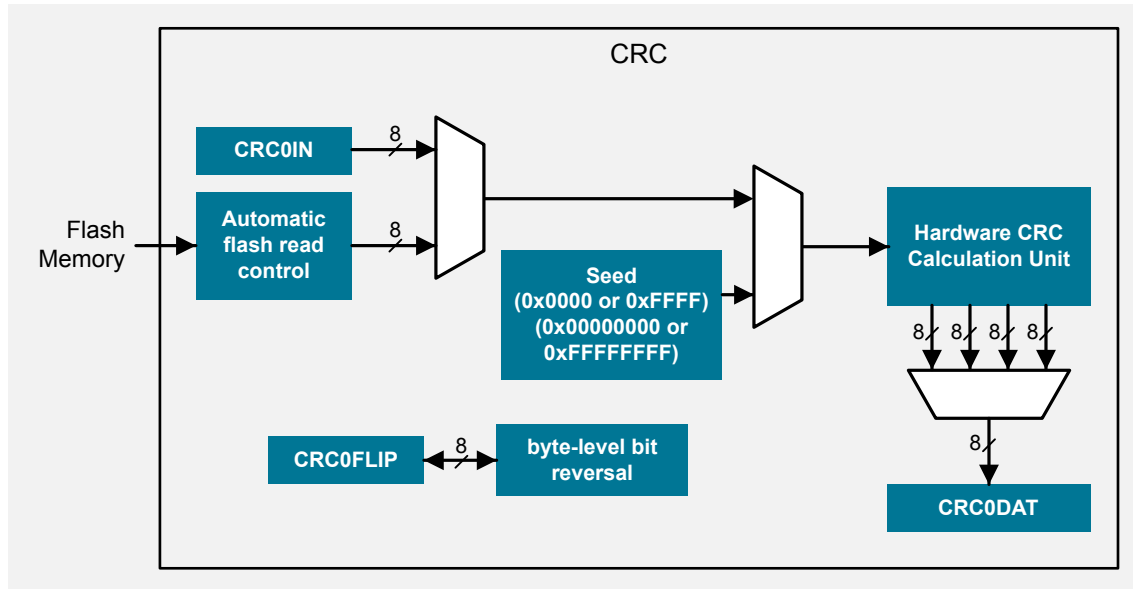 CRC
CRC0IN
8
Flash
Memory
Automatic
flash read
control
8
Seed
(0x0000 or 0xFFFF)
(0x00000000 or
0xFFFFFFFF)
Hardware CRC
Calculation Unit
8 8 8 8
8
CRC0FLIP
8
byte-level bit
reversal
CRC0DAT